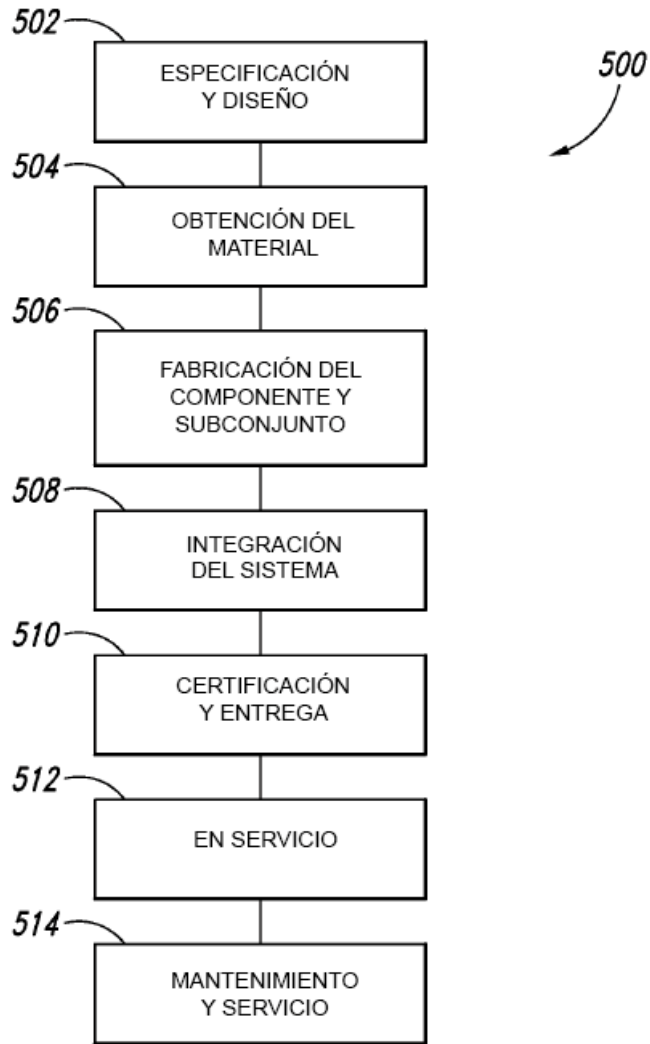 502
ESPECIFICACIÓN
Y DISEÑO
500
504
OBTENCIÓN DEL
MATERIAL
506
FABRICACIÓN DEL
COMPONENTE Y
SUBCONJUNTO
508
INTEGRACIÓN
DEL SISTEMA
510
CERTIFICACIÓN
Y ENTREGA
512
EN SERVICIO
514
MANTENIMIENTO
Y SERVICIO